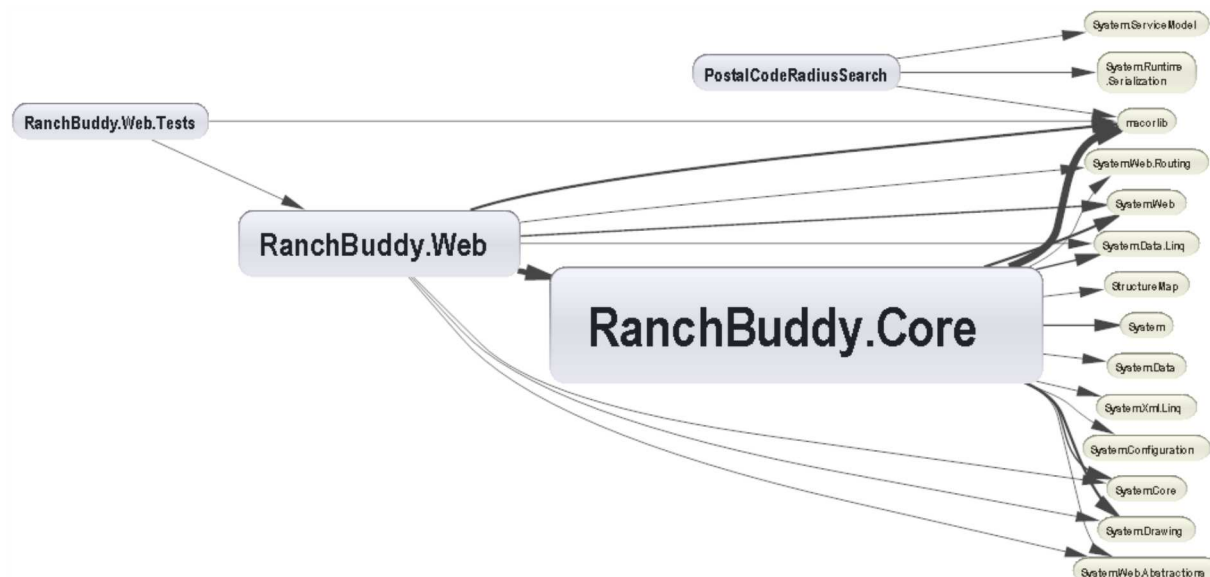 System.ServiceModel
PostalCodeRadiusSearch
System.Runtime
.Serialization
RanchBuddy.Web.Tests
mscorlib
System.Web.Routing
System.Web
RanchBuddy.Web
System.Data.Linq
StructureMap
RanchBuddy.Core
System
System.Data
System.Xml.Linq
System.Configuration
System.Core
System.Drawing
System.Web.Abstractions